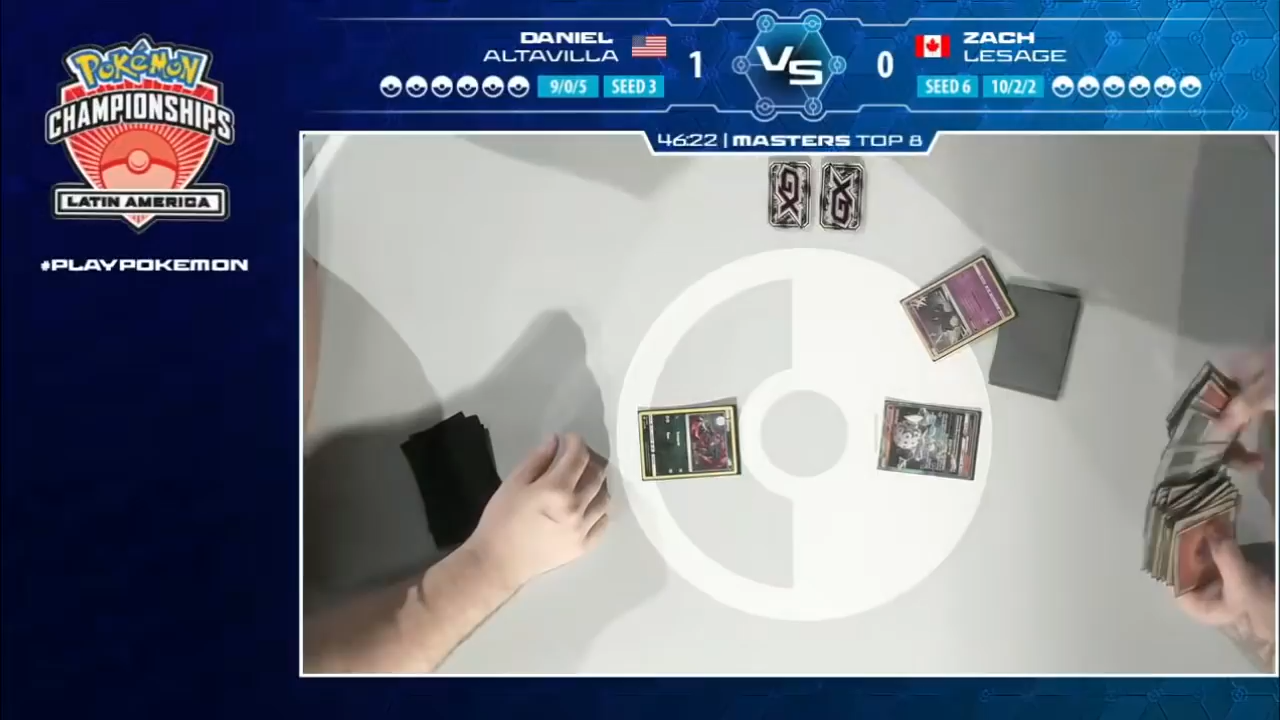 Pokémon
CHAMPIONSHIPS
LATIN AMERICA
#PLAYPOKEMON
DANIEL
ALTAVILLA
1
9/0/5
SEED 3
VS
0
ZACH
LESAGE
SEED 6
10/2/2
46:22 | MASTERS TOP 8
GX
GX